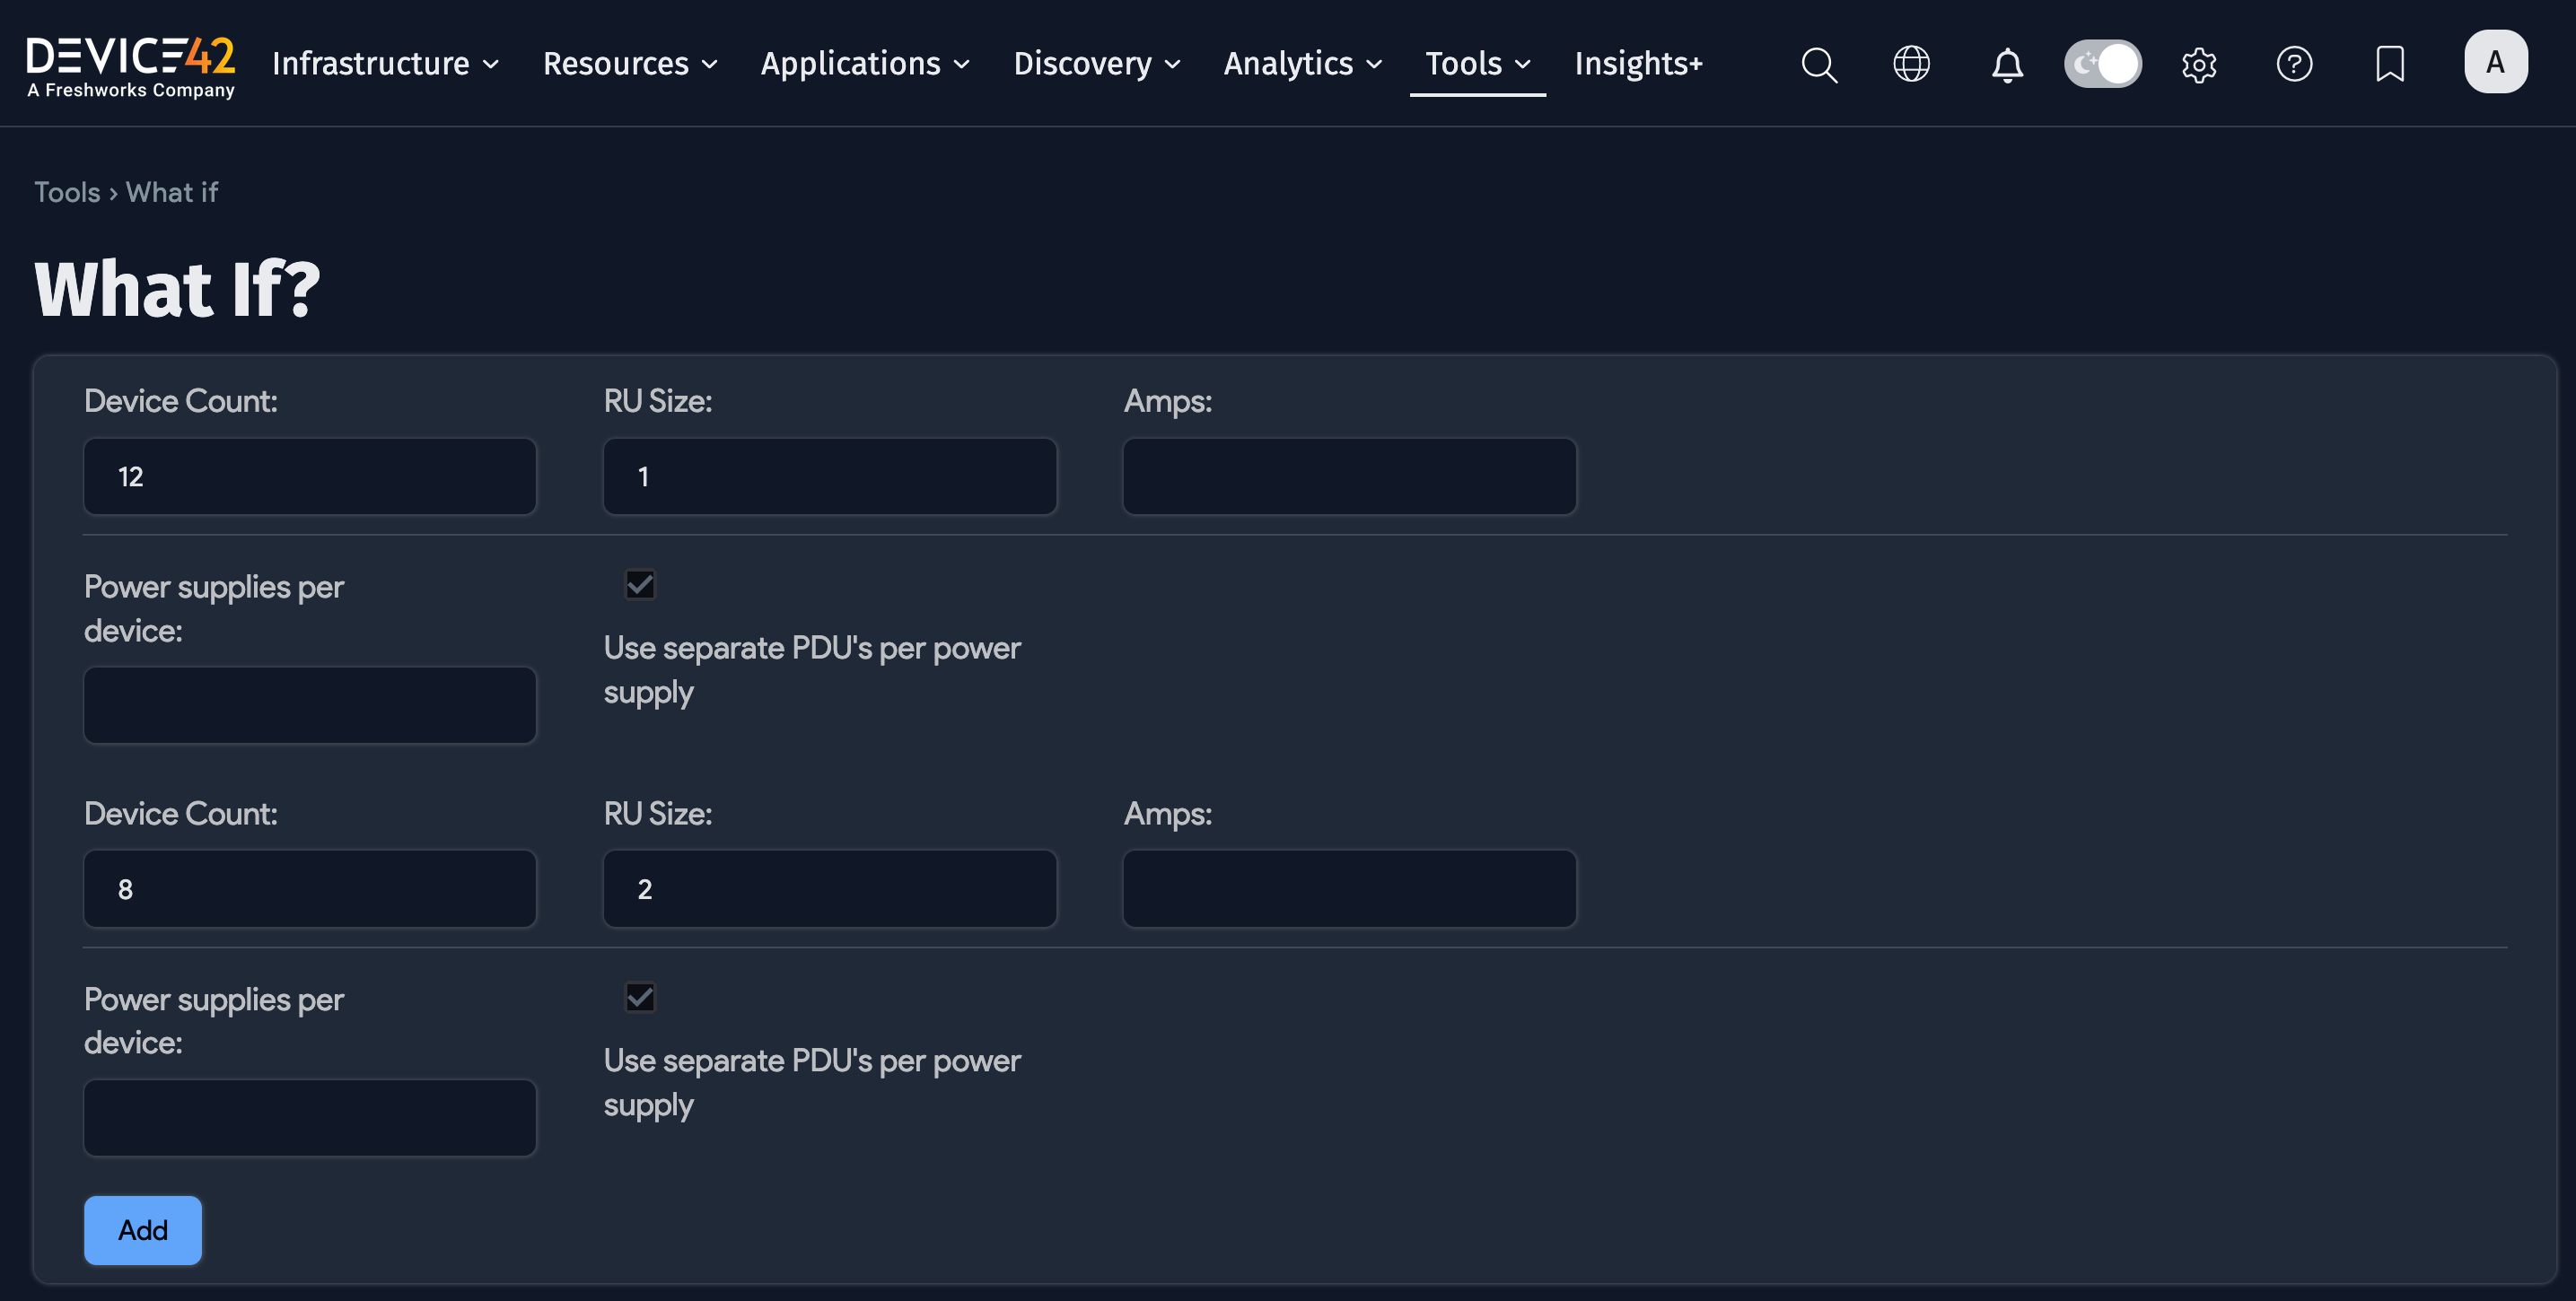 DEVICE42
A Freshworks Company
Infrastructure
Resources
Applications
Discovery
Analytics
Tools
Insights+
A
Tools › What if
What If?
Device Count:
RU Size:
Amps:
12
1
Power supplies per
device:
Use separate PDU's per power
supply
Device Count:
RU Size:
Amps:
8
2
Power supplies per
device:
Use separate PDU's per power
supply
Add